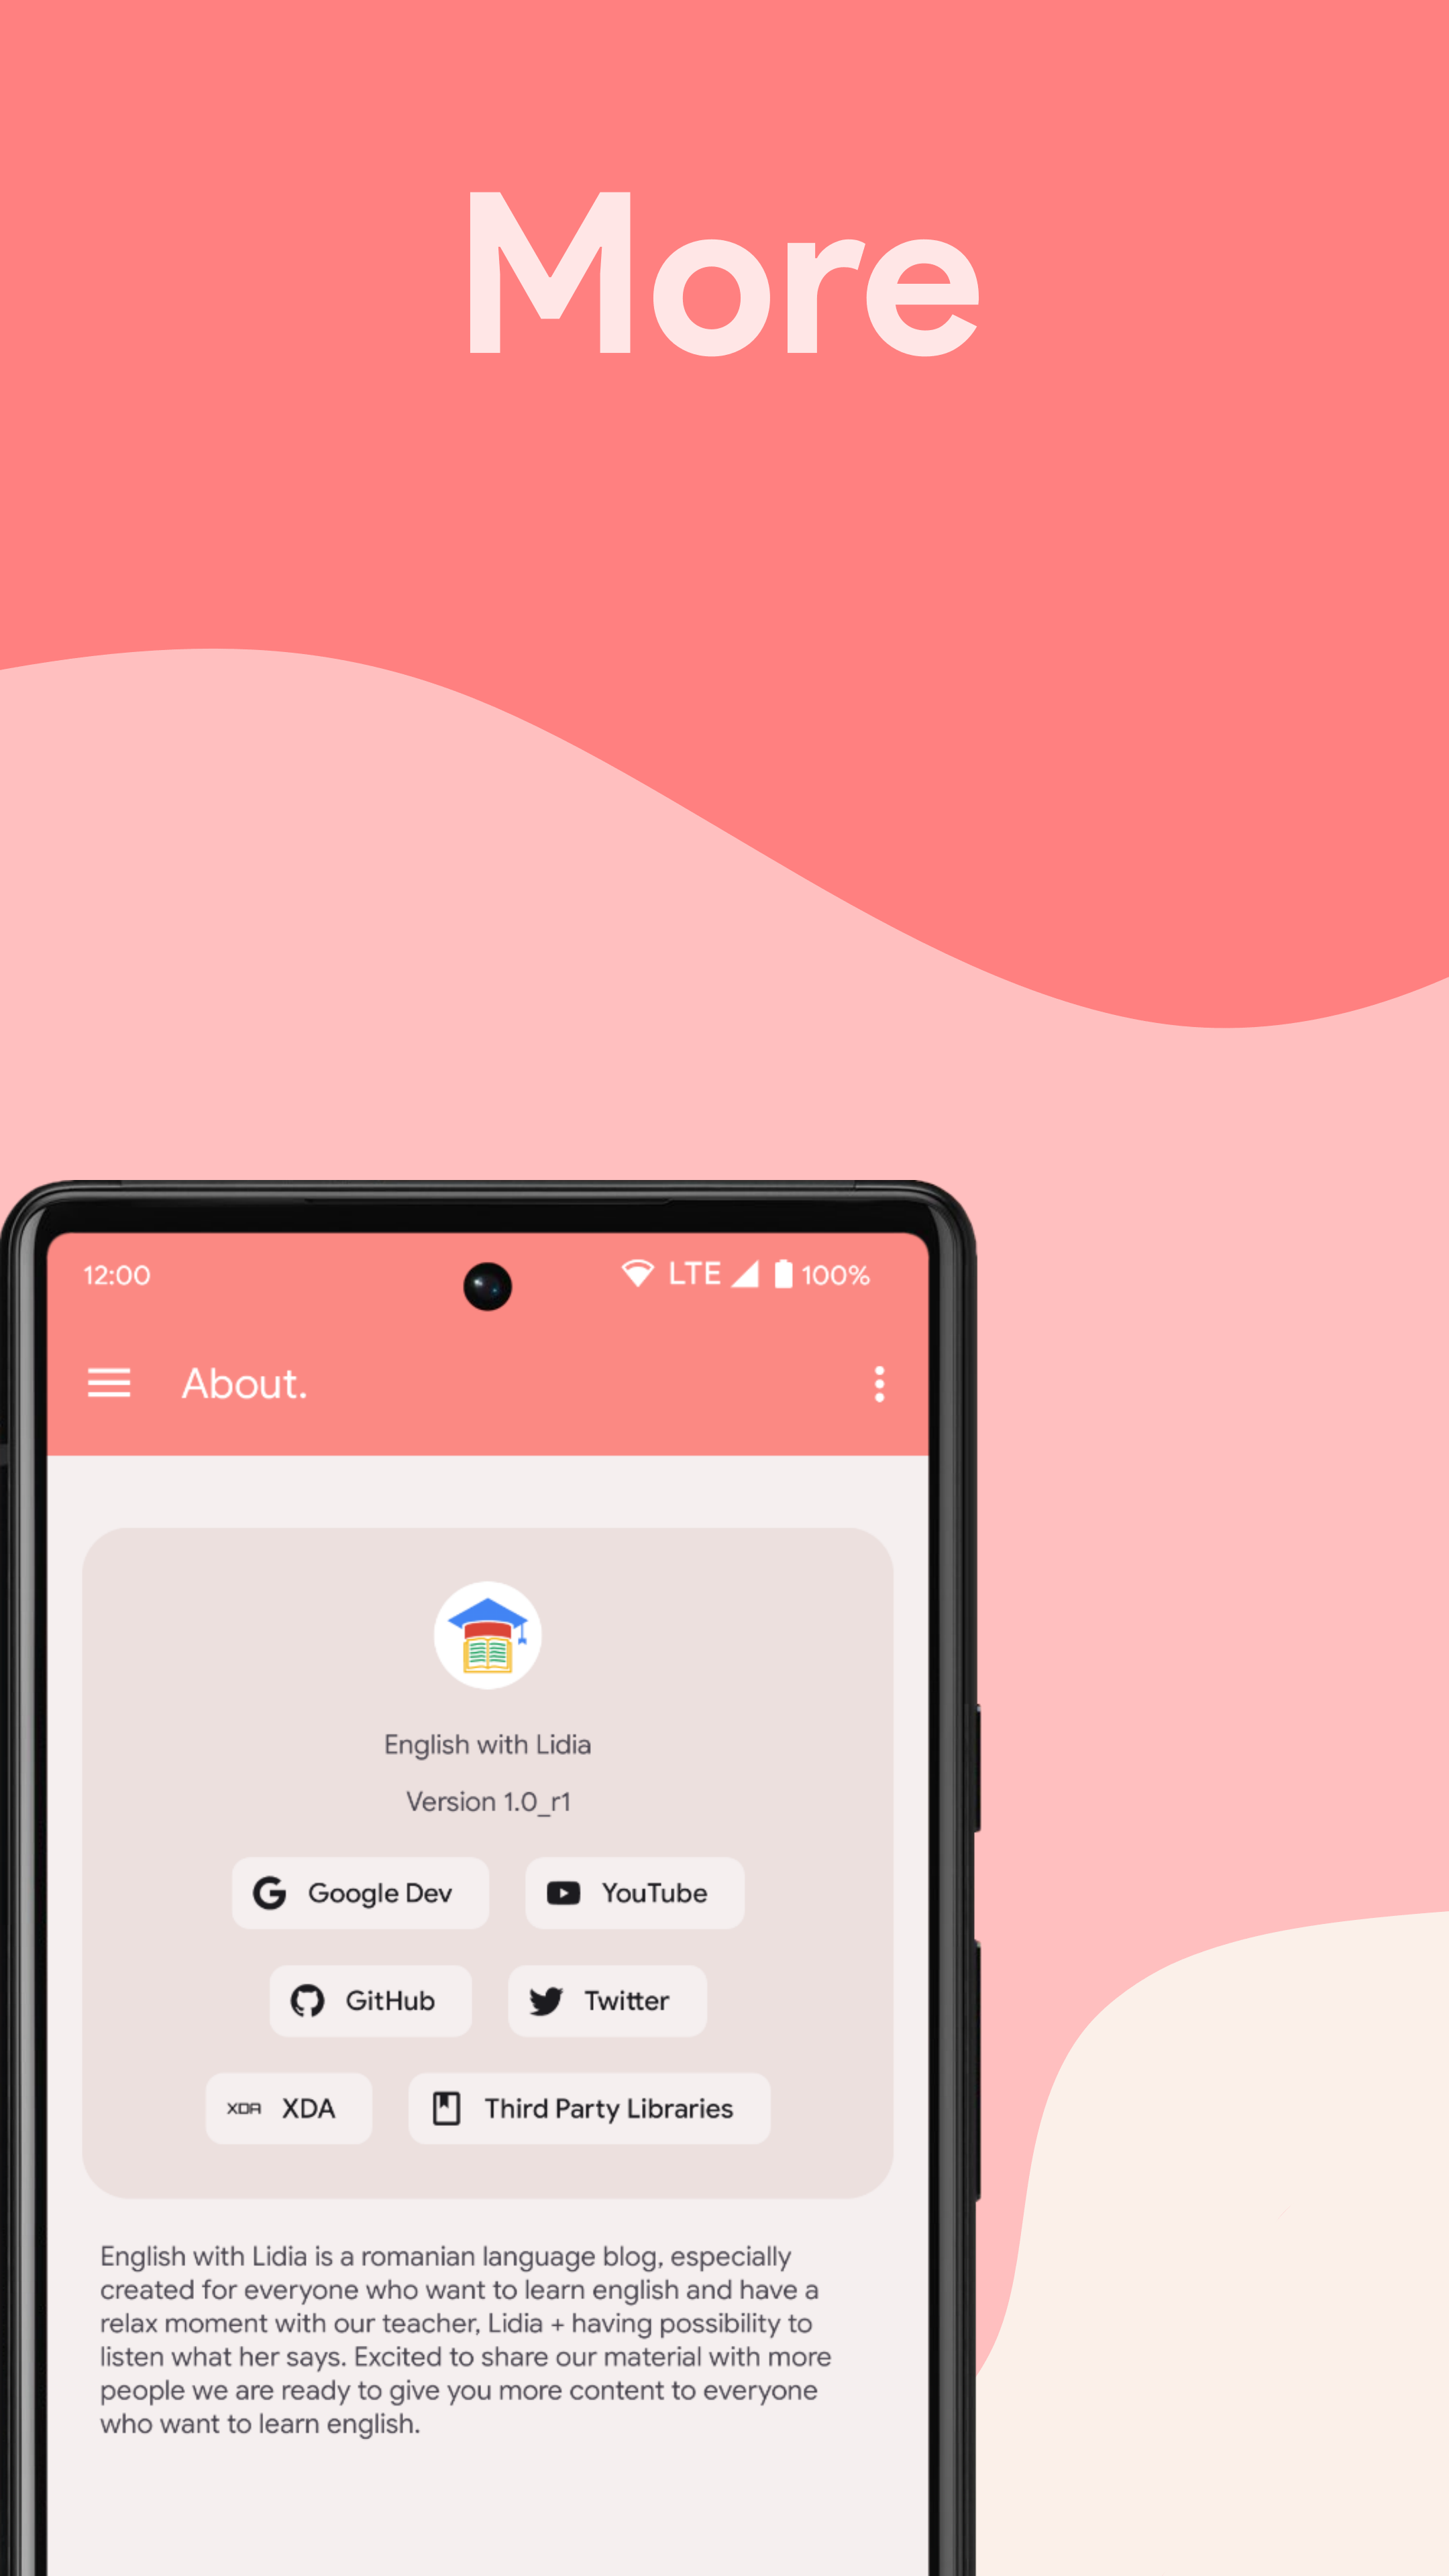 More
12:00 LTE 100%
About.
English with Lidia
Version 1.0_r1
Google Dev YouTube
GitHub Twitter
XDA XDA Third Party Libraries
English with Lidia is a romanian language blog, especially
created for everyone who want to learn english and have a
relax moment with our teacher, Lidia + having possibility to
listen what her says. Excited to share our material with more
people we are ready to give you more content to everyone
who want to learn english.